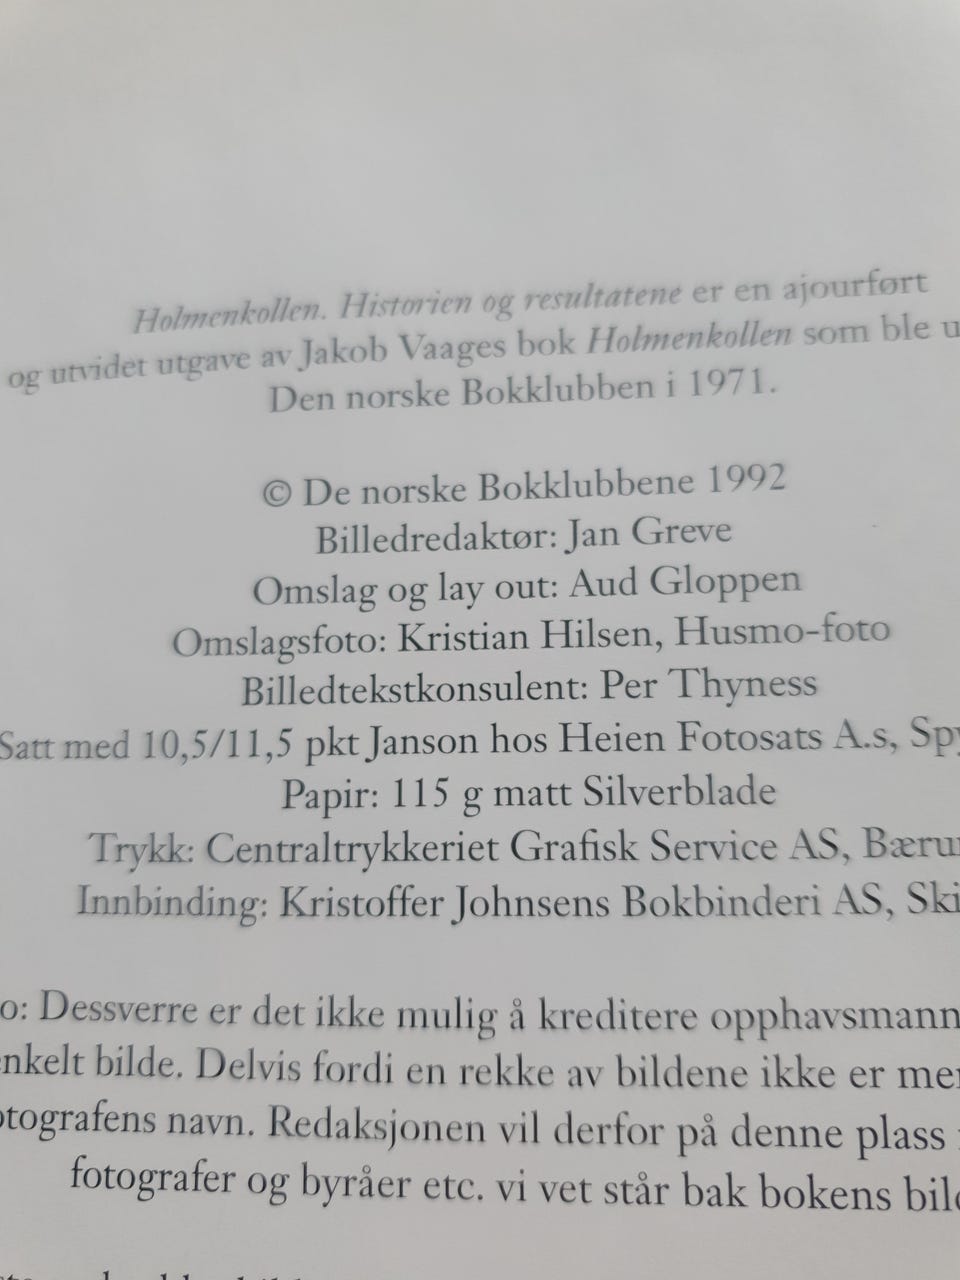 Holmenkollen. Historien og resultatene er en ajourført
og utvidet utgave av Jakob Vaages bok Holmenkollen som ble u
Den norske Bokklubben i 1971.
© De norske Bokklubbene 1992
Billedredaktør: Jan Greve
Omslag og lay out: Aud Gloppen
Omslagsfoto: Kristian Hilsen, Husmo-foto
Billedtekstkonsulent: Per Thyness
Satt med 10,5/11,5 pkt Janson hos Heien Fotosats A.s, Spy
Papir: 115 g matt Silverblade
Trykk: Centraltrykkeriet Grafisk Service AS, Bæru
Innbinding: Kristoffer Johnsens Bokbinderi AS, Ski
o: Dessverre er det ikke mulig å kreditere opphavsmann
nkelt bilde. Delvis fordi en rekke av bildene ikke er mer
otografens navn. Redaksjonen vil derfor på denne plass
fotografer og byråer etc. vi vet står bak bokens bild